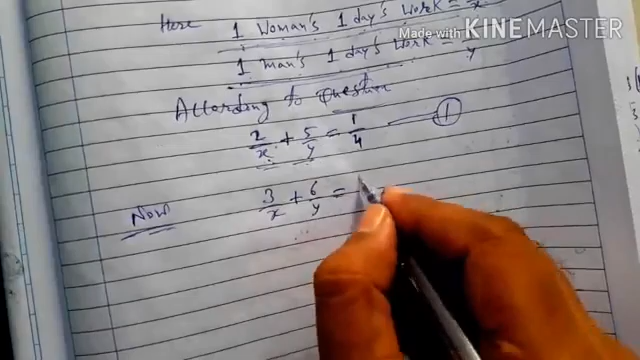 Made with KINEMASTER
Here 1 Woman's 1 day's work = 1/x
1 man's 1 day's work = 1/y
According to Question
2/x + 5/y = 1/4 — 1
Now 3/x + 6/y =